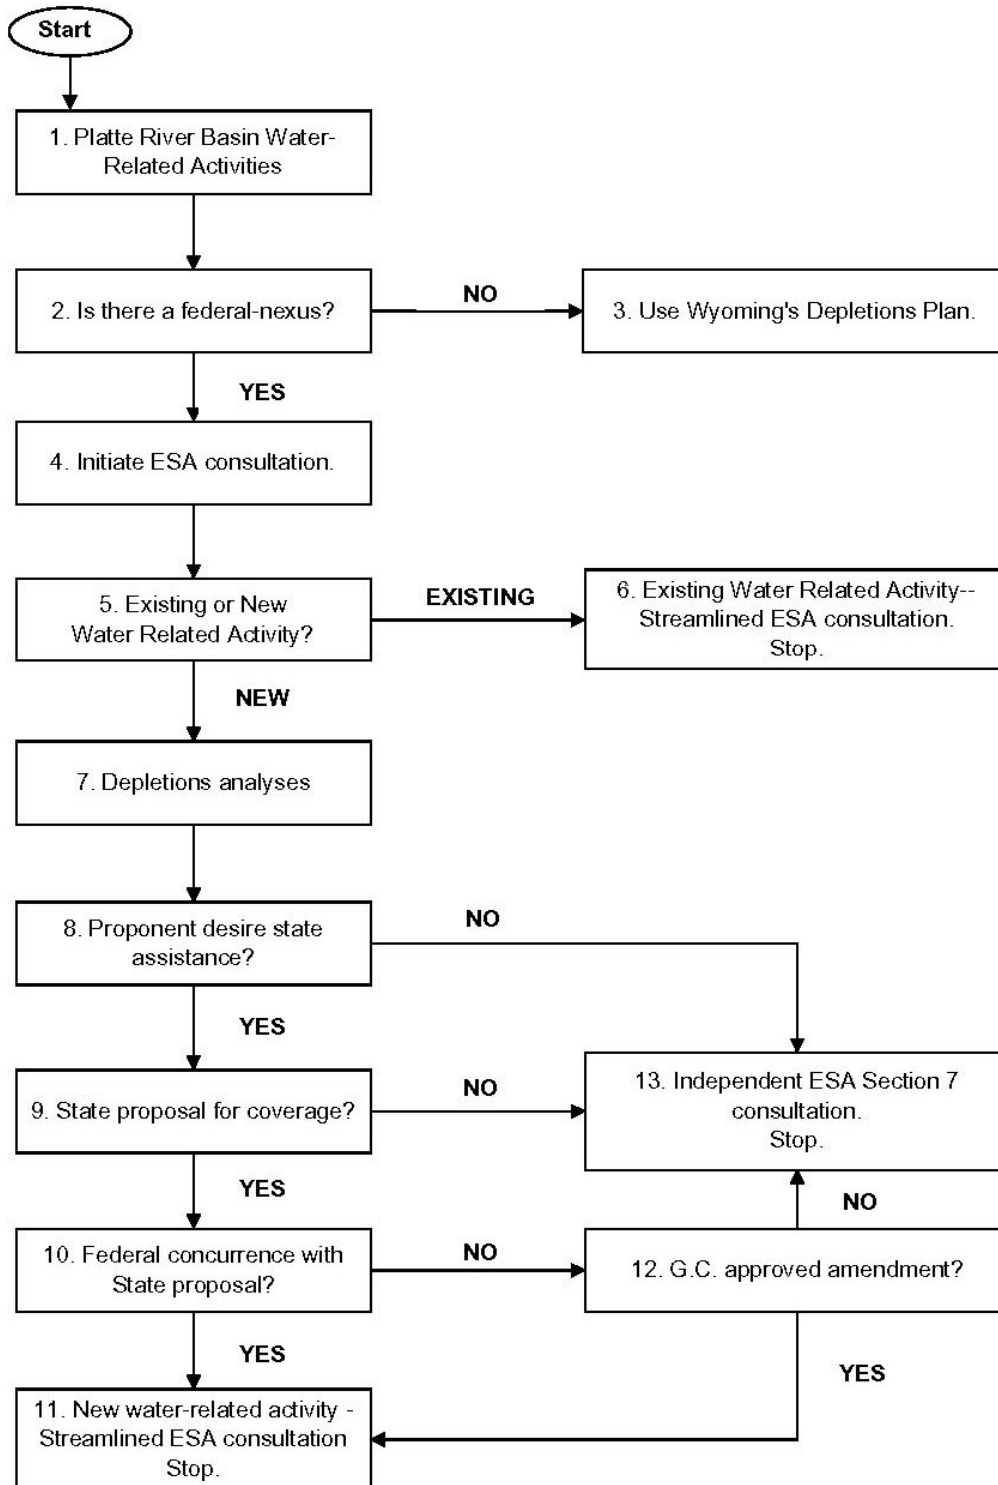 Start
1. Platte River Basin Water-
Related Activities
2. Is there a federal-nexus?
NO
3. Use Wyoming's Depletions Plan.
YES
4. Initiate ESA consultation.
5. Existing or New
Water Related Activity?
EXISTING
6. Existing Water Related Activity--
Streamlined ESA consultation.
Stop.
NEW
7. Depletions analyses
8. Proponent desire state
assistance?
NO
YES
9. State proposal for coverage?
NO
13. Independent ESA Section 7
consultation.
Stop.
YES
NO
10. Federal concurrence with
State proposal?
NO
12. G.C. approved amendment?
YES
YES
11. New water-related activity -
Streamlined ESA consultation
Stop.